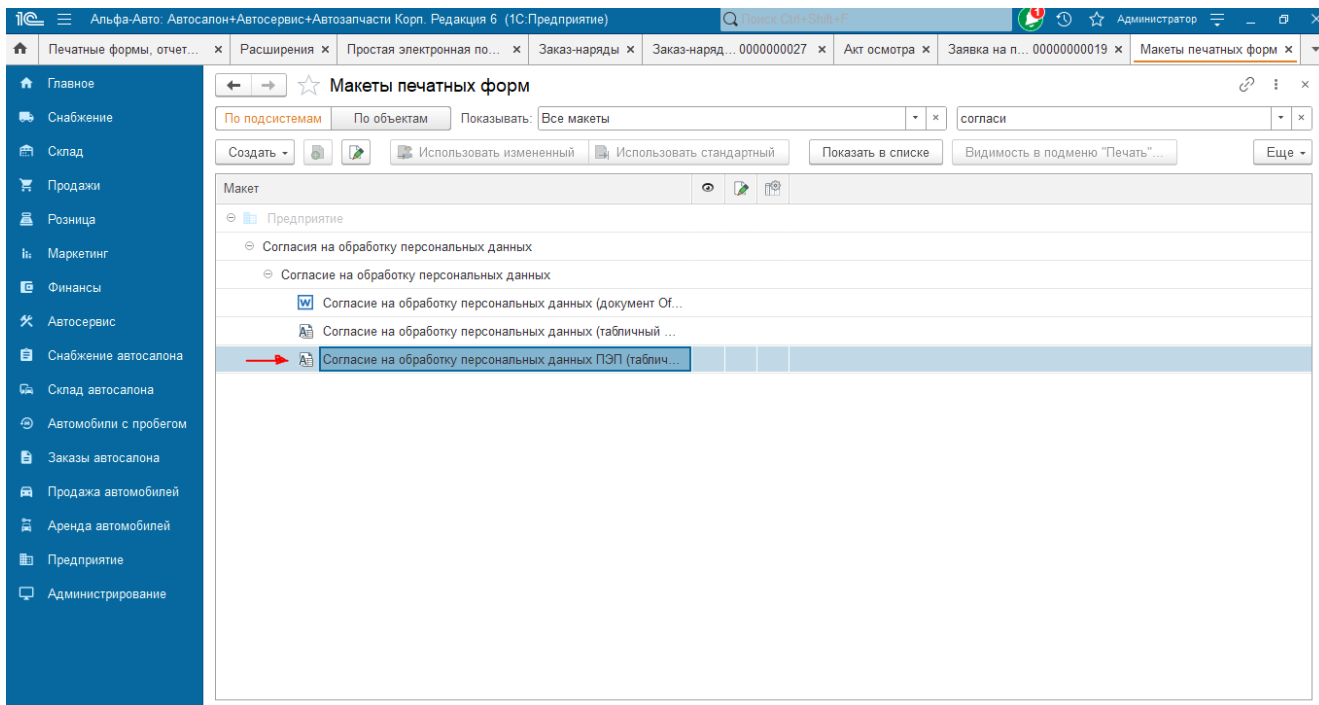 Альфа-Авто: Автосалон+Автосервис+Автозапчасти Корп. Редакция 6 (1С:Предприятие)
Поиск Ctrl+Shift+F
1
Администратор
Печатные формы, отчет...
Расширения
Простая электронная по...
Заказ-наряды
Заказ-наряд... 0000000027
Акт осмотра
Заявка на п... 00000000019
Макеты печатных форм
Главное
Снабжение
Склад
Продажи
Розница
Маркетинг
Финансы
Автосервис
Снабжение автосалона
Склад автосалона
Автомобили с пробегом
Заказы автосалона
Продажа автомобилей
Аренда автомобилей
Предприятие
Администрирование
Макеты печатных форм
По подсистемам По объектам Показывать: Все макеты согласи
Создать Использовать измененный Использовать стандартный Показать в списке Видимость в подменю "Печать"... Еще
Макет
Предприятие
Согласия на обработку персональных данных
Согласие на обработку персональных данных
Согласие на обработку персональных данных (документ Of...
Согласие на обработку персональных данных (табличный ...
Согласие на обработку персональных данных ПЭП (таблич...